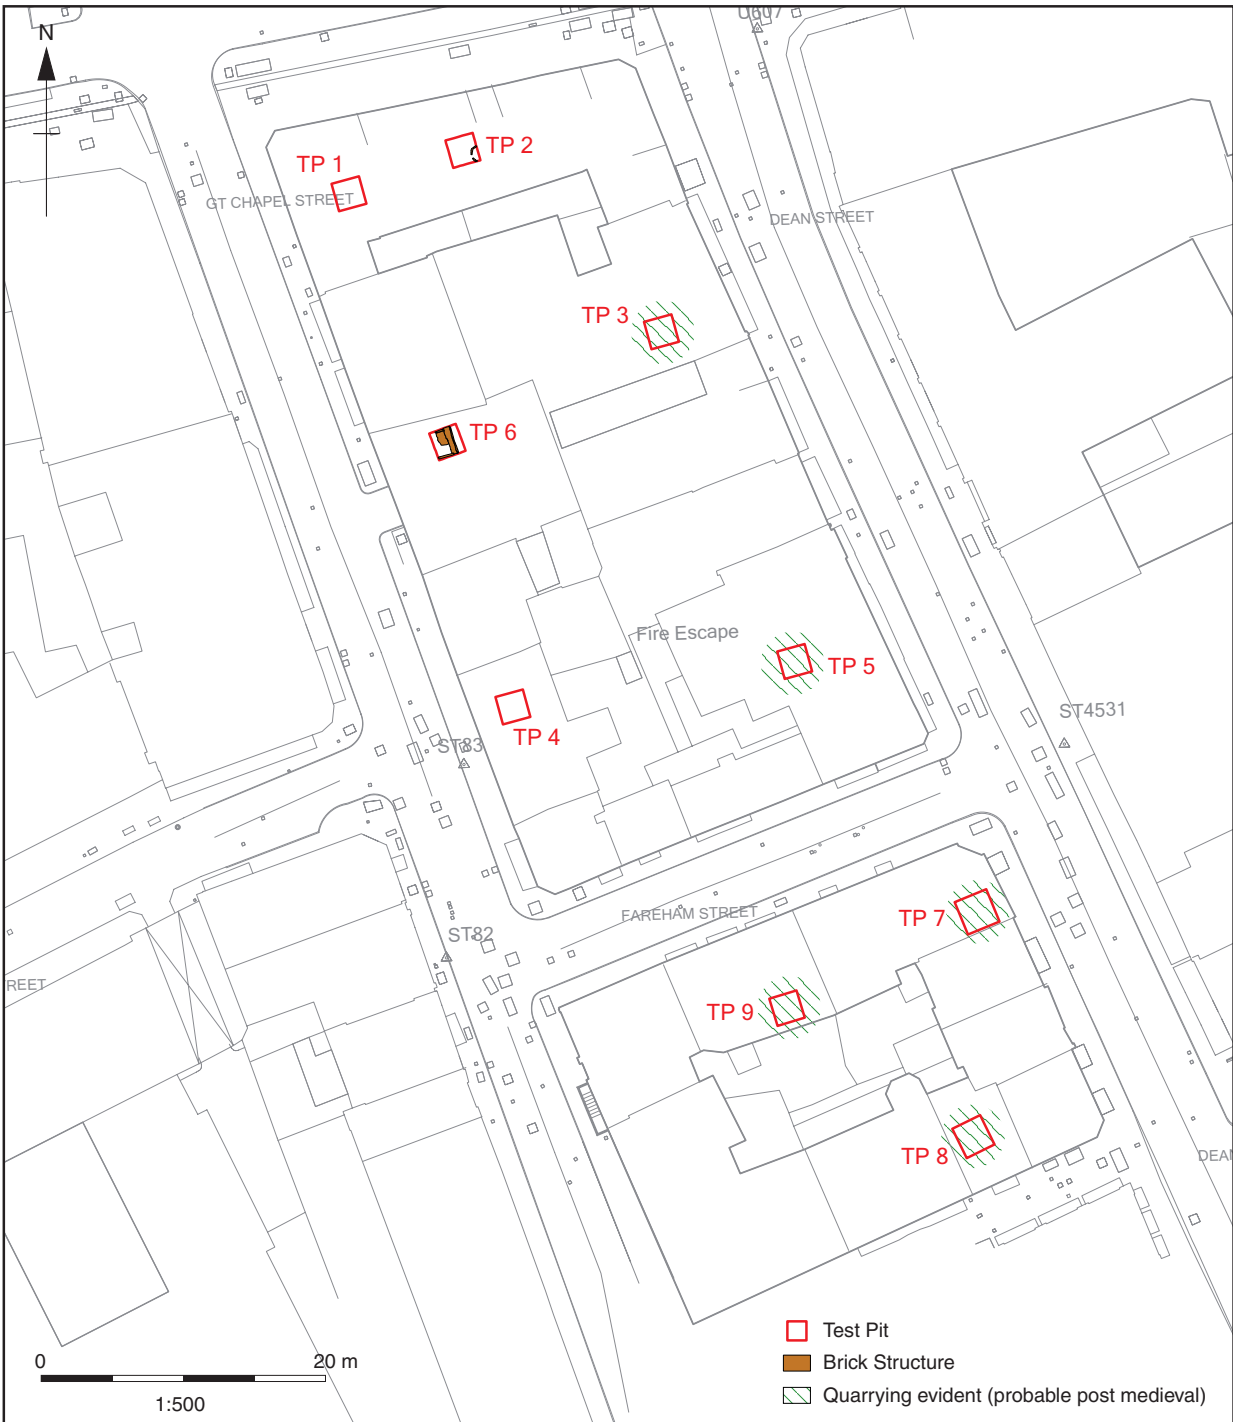 U607
N
TP 1
TP 2
GT CHAPEL STREET
DEAN STREET
TP 3
TP 6
Fire Escape
TP 5
ST4531
TP 4
ST83
FAREHAM STREET
TP 7
ST82
REET
TP 9
TP 8
DEAN
0 20 m
1:500
Test Pit
Brick Structure
Quarrying evident (probable post medieval)